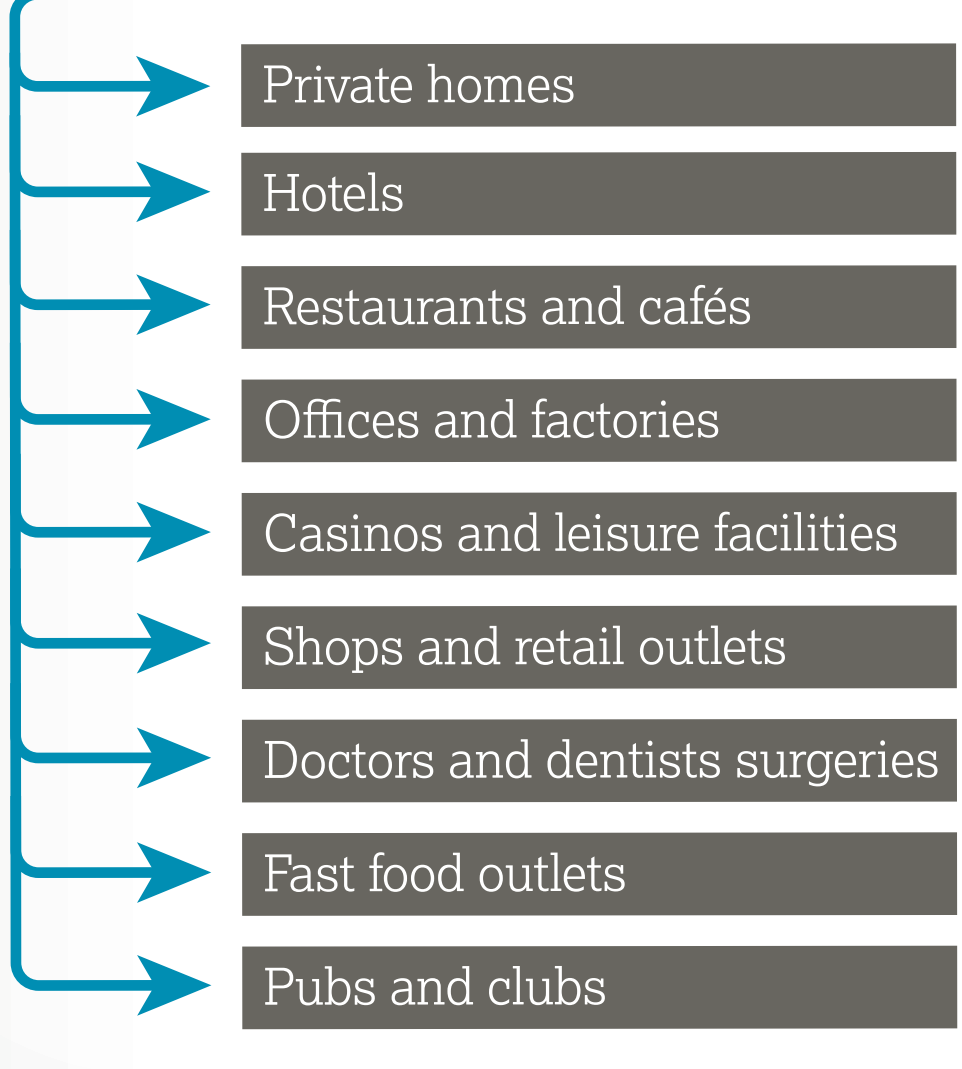 Private homes
Hotels
Restaurants and cafés
Offices and factories
Casinos and leisure facilities
Shops and retail outlets
Doctors and dentists surgeries
Fast food outlets
Pubs and clubs